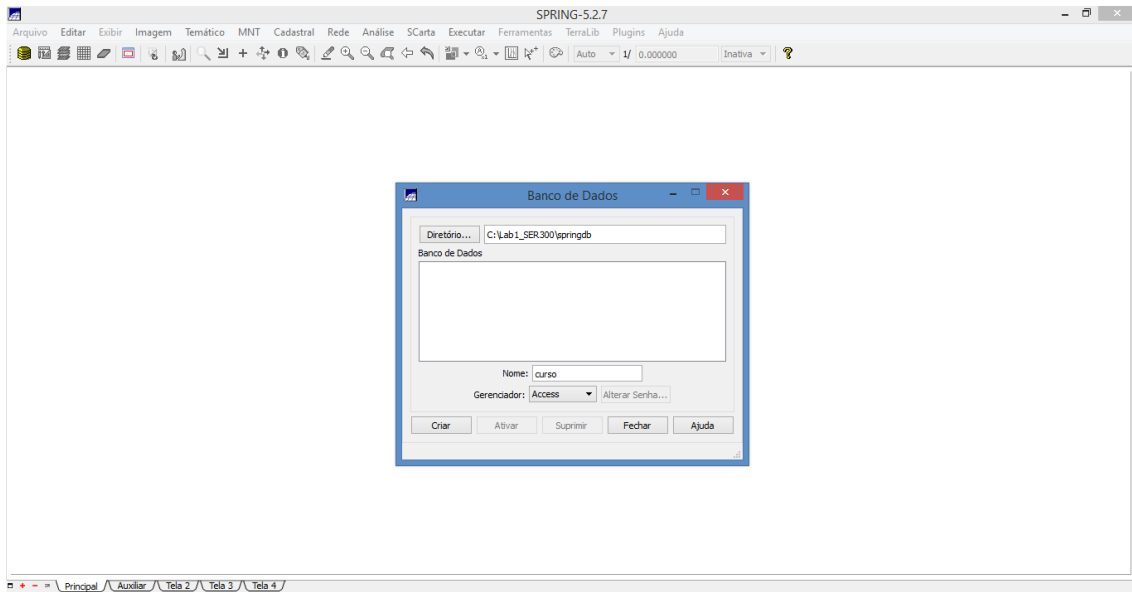 SPRING-5.2.7
Arquivo Editar Exibir Imagem Temático MNT Cadastral Rede Análise SCarta Executar Ferramentas TerraLib Plugins Ajuda
Auto 1/ 0.000000 Inativa
Banco de Dados
Diretório... C:\Lab1_SER300\springdb
Banco de Dados
Nome: curso
Gerenciador: Access Alterar Senha...
Criar Ativar Suprimir Fechar Ajuda
Principal Auxiliar Tela 2 Tela 3 Tela 4